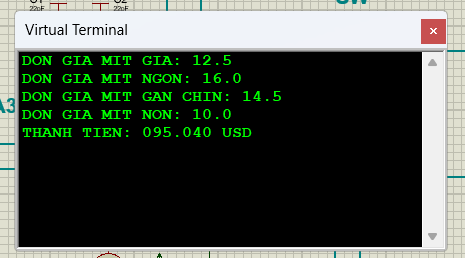 Virtual Terminal
DON GIA MIT GIA: 12.5
DON GIA MIT NGON: 16.0
DON GIA MIT GAN CHIN: 14.5
DON GIA MIT NON: 10.0
THANH TIEN: 095.040 USD